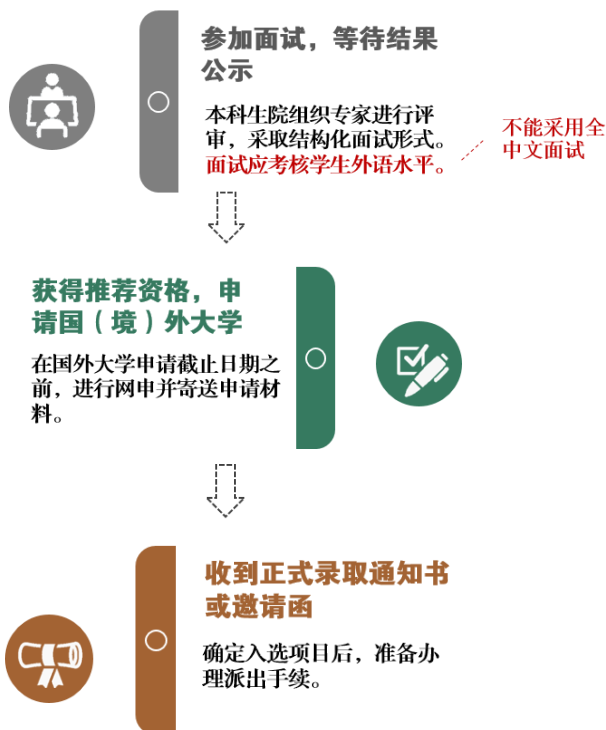 参加面试，等待结果
公示
本科生院组织专家进行评
审，采取结构化面试形式。
面试应考核学生外语水平。
不能采用全
中文面试
获得推荐资格，申
请国（境）外大学
在国外大学申请截止日期之
前，进行网申并寄送申请材
料。
收到正式录取通知书
或邀请函
确定入选项目后，准备办
理派出手续。